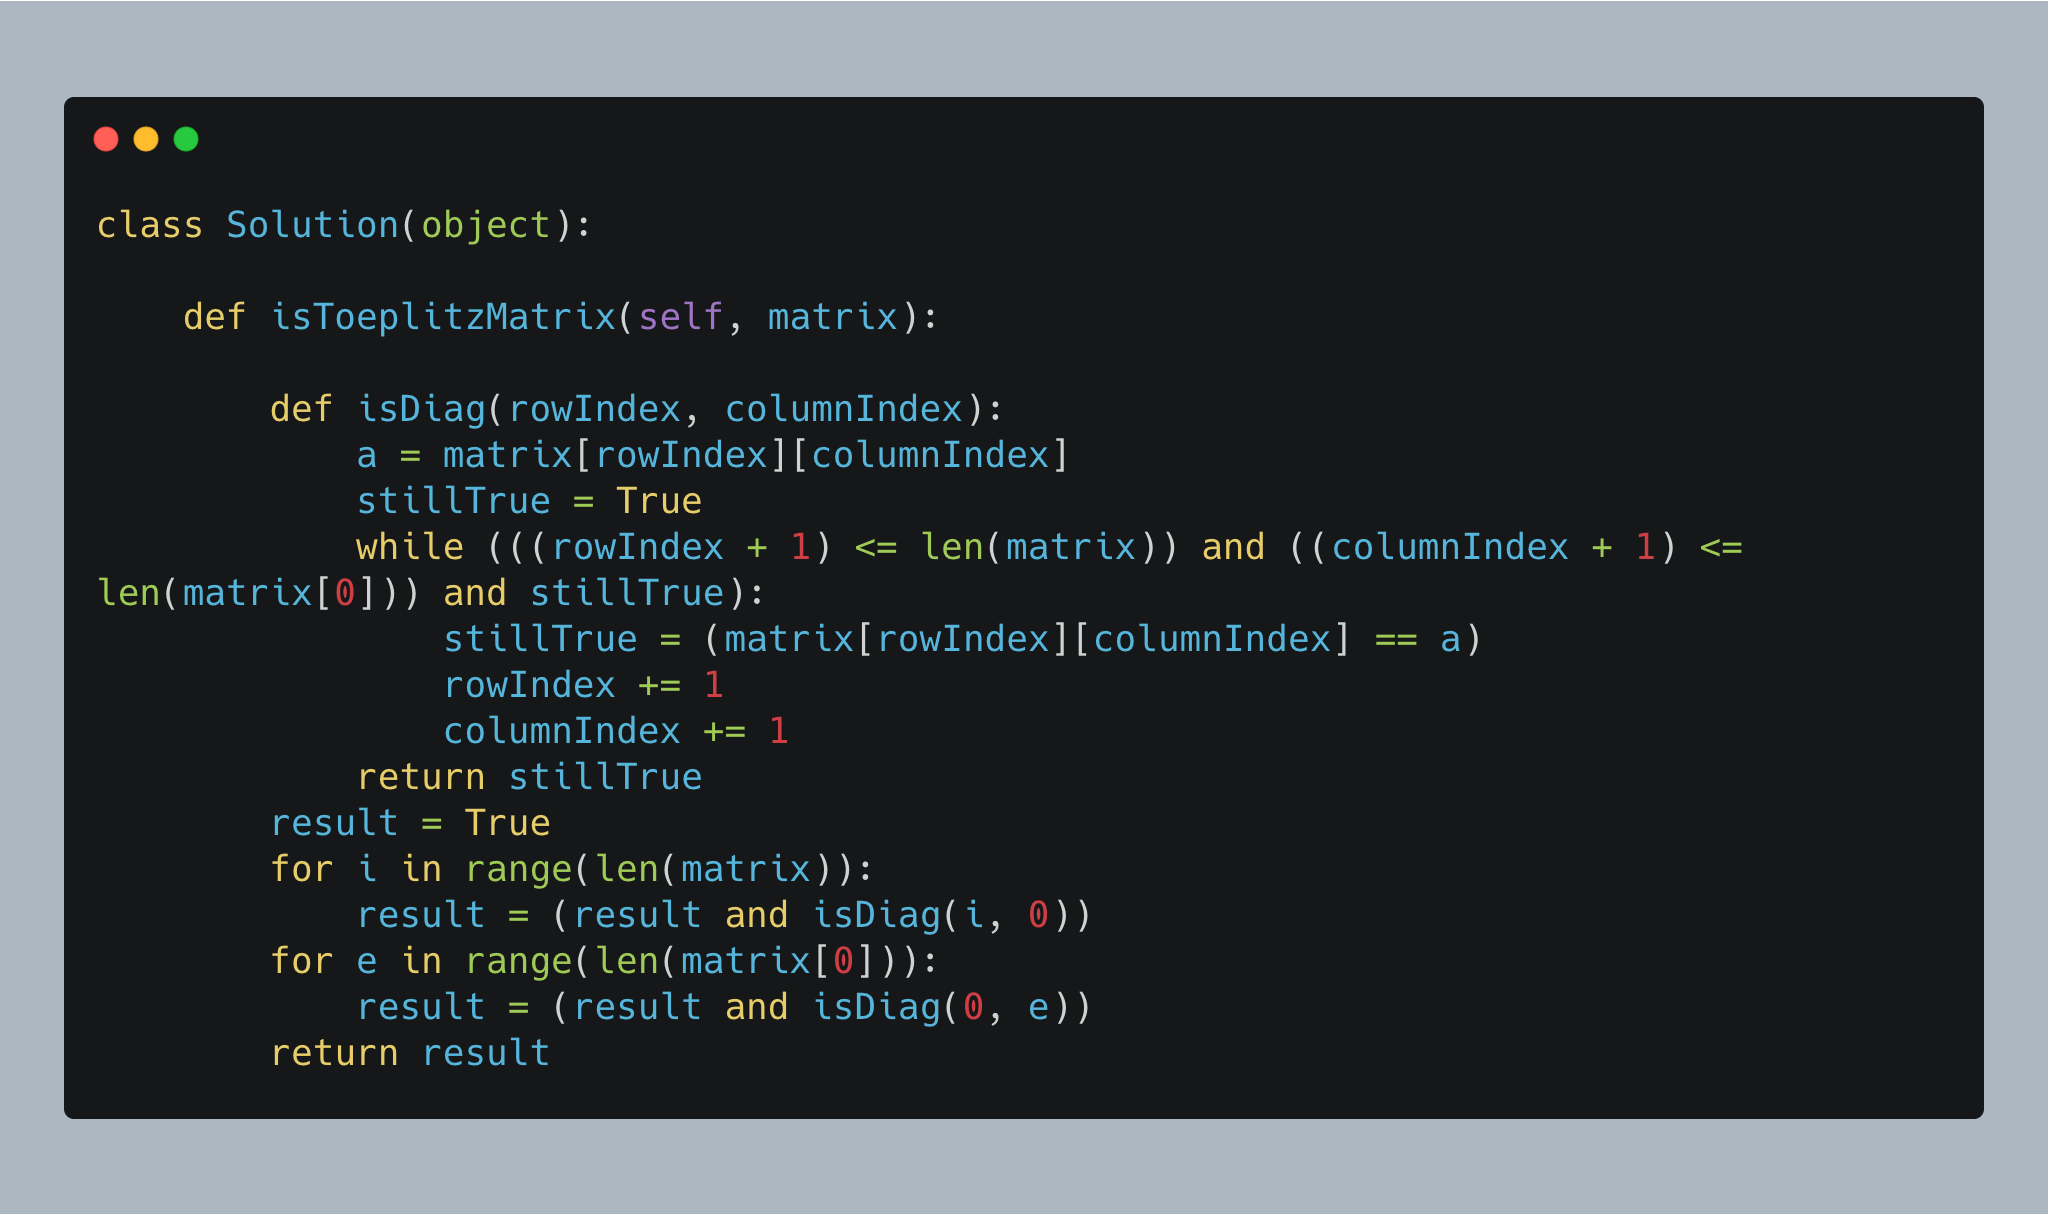 class Solution(object):
    def isToeplitzMatrix(self, matrix):
        def isDiag(rowIndex, columnIndex):
            a = matrix[rowIndex][columnIndex]
            stillTrue = True
            while (((rowIndex + 1) <= len(matrix)) and ((columnIndex + 1) <=
len(matrix[0])) and stillTrue):
                stillTrue = (matrix[rowIndex][columnIndex] == a)
                rowIndex += 1
                columnIndex += 1
            return stillTrue
        result = True
        for i in range(len(matrix)):
            result = (result and isDiag(i, 0))
        for e in range(len(matrix[0])):
            result = (result and isDiag(0, e))
        return result